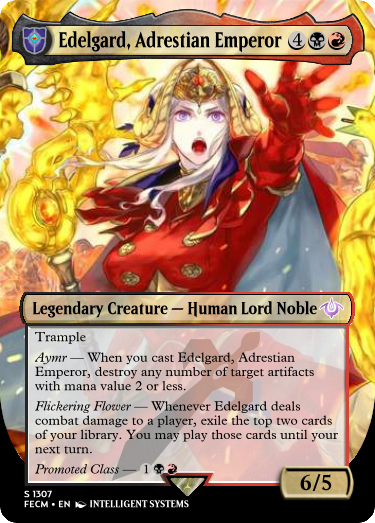 Edelgard, Adrestian Emperor 4
Legendary Creature — Human Lord Noble
Trample
Aymr — When you cast Edelgard, Adrestian
Emperor, destroy any number of target artifacts
with mana value 2 or less.
Flickering Flower — Whenever Edelgard deals
combat damage to a player, exile the top two cards
of your library. You may play those cards until your
next turn.
Promoted Class — 1
6/5
S 1307
FECM • EN INTELLIGENT SYSTEMS